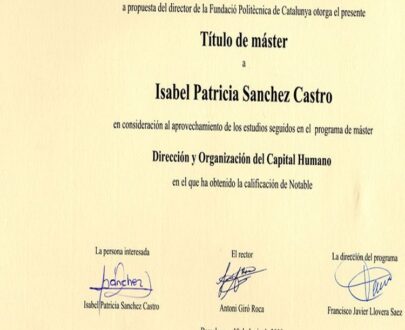 a propuesta del director de la Fundació Politècnica de Catalunya otorga el presente
Título de máster
a
Isabel Patricia Sanchez Castro
en consideración al aprovechamiento de los estudios seguidos en el programa de máster
Dirección y Organización del Capital Humano
en el que ha obtenido la calificación de Notable
La persona interesada El rector La dirección del programa
Sánchez
Isabel Patricia Sanchez Castro Antoni Giró Roca Francisco Javier Llovera Saez